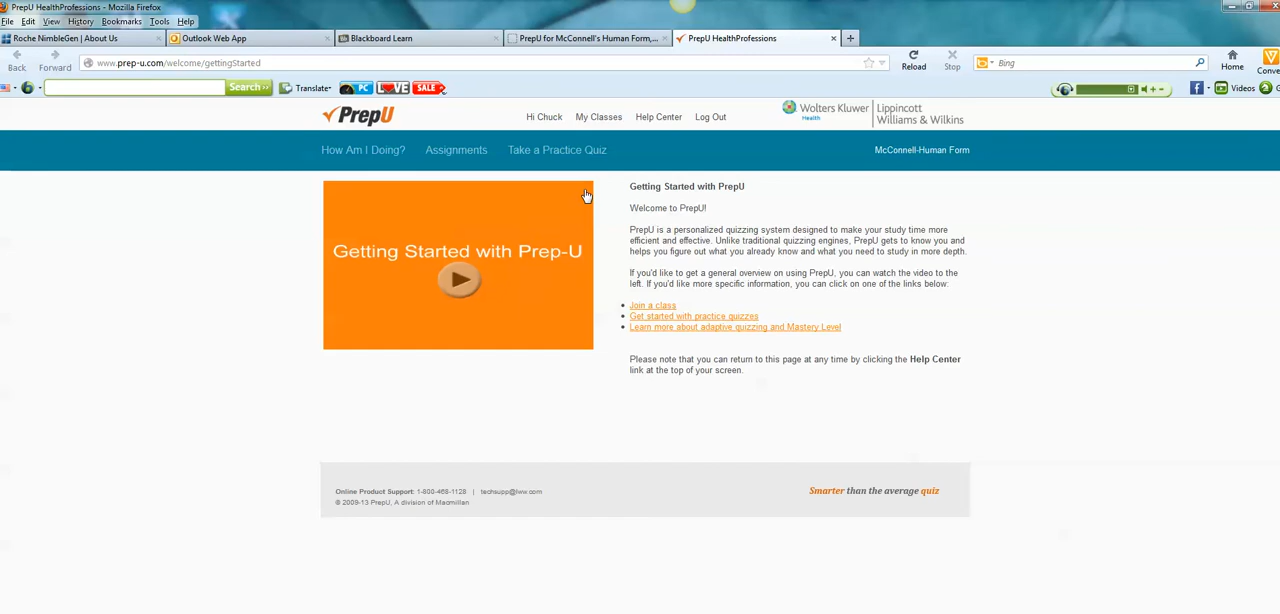 PrepU HealthProfessions - Mozilla Firefox
File Edit View History Bookmarks Tools Help
Roche NimbleGen | About Us × Outlook Web App × Blackboard Learn × PrepU for McConnell's Human Form,... × PrepU HealthProfessions × +
Back Forward www.prep-u.com/welcome/gettingStarted Reload Stop Bing Home
Search Translate PC LOVE SALE Videos
PrepU Hi Chuck My Classes Help Center Log Out Wolters Kluwer Health Lippincott Williams & Wilkins
How Am I Doing? Assignments Take a Practice Quiz McConnell-Human Form
Getting Started with Prep-U
Getting Started with PrepU
Welcome to PrepU!
PrepU is a personalized quizzing system designed to make your study time more
efficient and effective. Unlike traditional quizzing engines, PrepU gets to know you and
helps you figure out what you already know and what you need to study in more depth.
If you'd like to get a general overview on using PrepU, you can watch the video to the
left. If you'd like more specific information, you can click on one of the links below:
• Join a class
• Get started with practice quizzes
• Learn more about adaptive quizzing and Mastery Level
Please note that you can return to this page at any time by clicking the Help Center
link at the top of your screen.
Online Product Support: 1-800-468-1128 | techsupp@lww.com
© 2009-13 PrepU, A division of Macmillan
Smarter than the average quiz